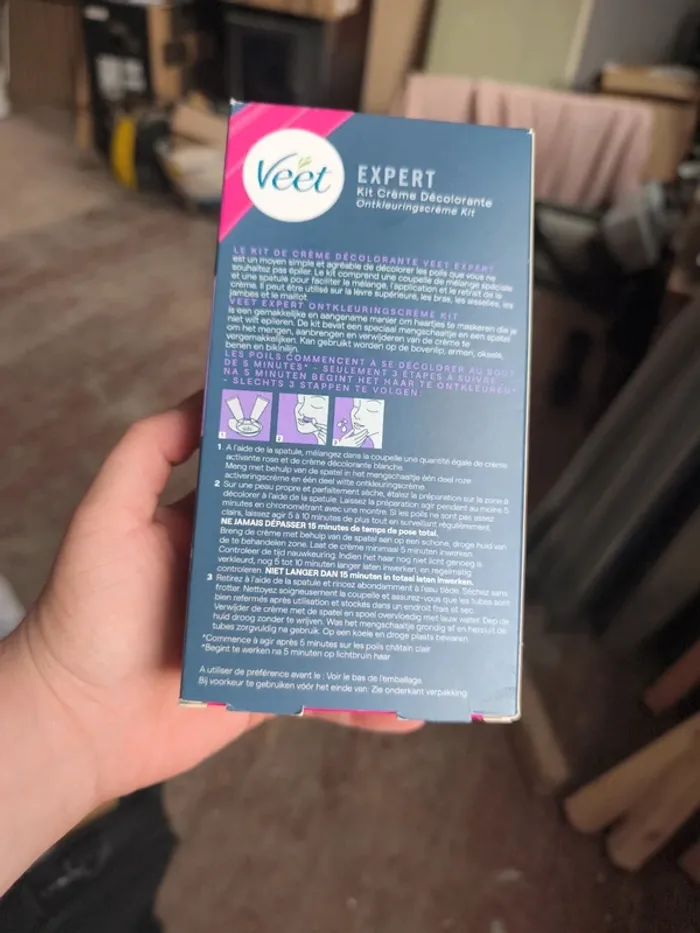 Veet
EXPERT
Kit Crème Décolorante
Ontkleuringscrème Kit
LE KIT DE CRÈME DÉCOLORANTE VEET EXPERT
est un moyen simple et agréable de décolorer les poils que vous ne
souhaitez pas épiler. Le kit comprend une coupelle de mélange spéciale
et une spatule pour faciliter le mélange, l'application et le retrait de la
crème. Il peut être utilisé sur la lèvre supérieure, les bras, les aisselles, les
jambes et le maillot.
VEET EXPERT ONTKLEURINGSCRÈME KIT
is een gemakkelijke en aangename manier om haartjes te maskeren die je
niet wilt epileren. De kit bevat een speciaal mengschaaltje en een spatel
om het mengen, aanbrengen en verwijderen van de crème te
vergemakkelijken. Kan gebruikt worden op de bovenlip, armen, oksels,
benen en bikinilijn.
LES POILS COMMENCENT À SE DÉCOLORER AU BOUT
DE 5 MINUTES* - SEULEMENT 3 ÉTAPES À SUIVRE -
NA 5 MINUTEN BEGINT HET HAAR TE ONTKLEUREN*
- SLECHTS 3 STAPPEN TE VOLGEN:
1 2 3
1 A l'aide de la spatule, mélangez dans la coupelle une quantité égale de crème
activante rose et de crème décolorante blanche.
Meng met behulp van de spatel in het mengschaaltje één deel roze
activeringscrème en één deel witte ontkleuringscrème.
2 Sur une peau propre et parfaitement sèche, étalez la préparation sur la zone à
décolorer à l'aide de la spatule. Laissez la préparation agir pendant au moins 5
minutes en chronométrant avec une montre. Si les poils ne sont pas assez
clairs, laissez agir 5 à 10 minutes de plus tout en surveillant régulièrement.
NE JAMAIS DÉPASSER 15 minutes de temps de pose total.
Breng de crème met behulp van de spatel aan op een schone, droge huid van
de te behandelen zone. Laat de crème minimaal 5 minuten inwerken.
Controleer de tijd nauwkeurig. Indien het haar nog niet licht genoeg is
verkleurd, nog 5 tot 10 minuten langer laten inwerken, en regelmatig
controleren. NIET LANGER DAN 15 minuten in totaal laten inwerken.
3 Retirez à l'aide de la spatule et rincez abondamment à l'eau tiède. Séchez sans
frotter. Nettoyez soigneusement la coupelle et assurez-vous que les tubes sont
bien refermés après utilisation et stockés dans un endroit frais et sec.
Verwijder de crème met de spatel en spoel overvloedig met lauw water. Dep de
huid droog zonder te wrijven. Was het mengschaaltje grondig af en hersluit de
tubes zorgvuldig na gebruik. Op een koele en droge plaats bewaren.
*Commence à agir après 5 minutes sur les poils châtain clair
*Begint te werken na 5 minuten op lichtbruin haar
A utiliser de préférence avant le : Voir le bas de l'emballage
Bij voorkeur te gebruiken vóór het einde van: Zie onderkant verpakking